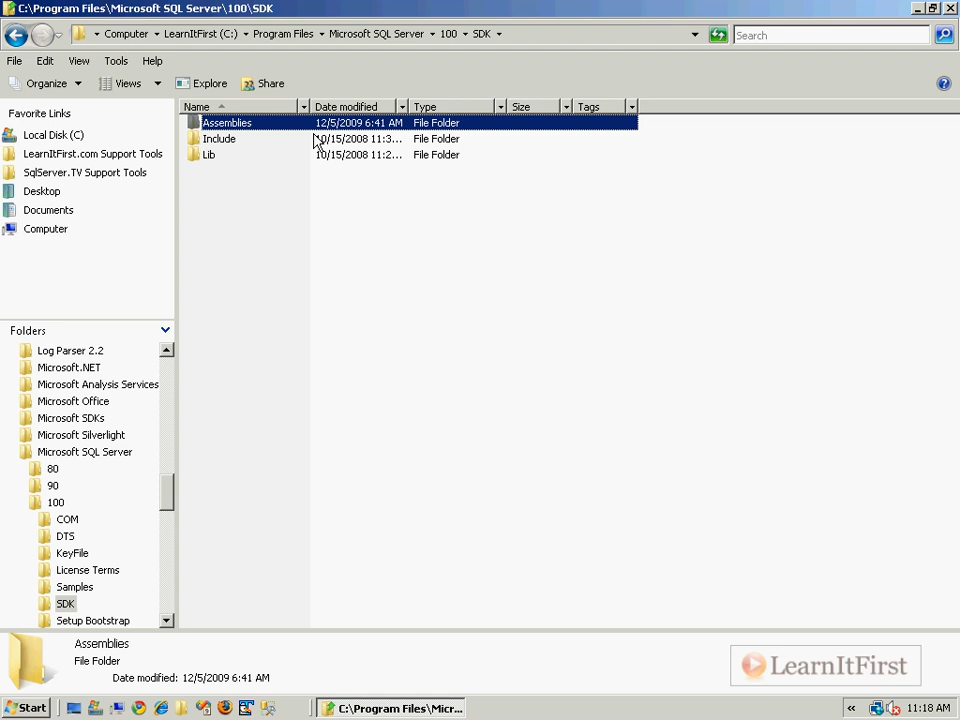 C:\Program Files\Microsoft SQL Server\100\SDK
Computer LearnItFirst (C:) Program Files Microsoft SQL Server 100 SDK Search
File Edit View Tools Help
Organize Views Explore Share
Favorite Links
Local Disk (C)
LearnItFirst.com Support Tools
SqlServer.TV Support Tools
Desktop
Documents
Computer
Name Date modified Type Size Tags
Assemblies 12/5/2009 6:41 AM File Folder
Include 10/15/2008 11:3... File Folder
Lib 10/15/2008 11:2... File Folder
Folders
Log Parser 2.2
Microsoft.NET
Microsoft Analysis Services
Microsoft Office
Microsoft SDKs
Microsoft Silverlight
Microsoft SQL Server
80
90
100
COM
DTS
KeyFile
License Terms
Samples
SDK
Setup Bootstrap
Assemblies
File Folder
Date modified: 12/5/2009 6:41 AM
LearnItFirst
Start C:\Program Files\Micr... « 11:18 AM